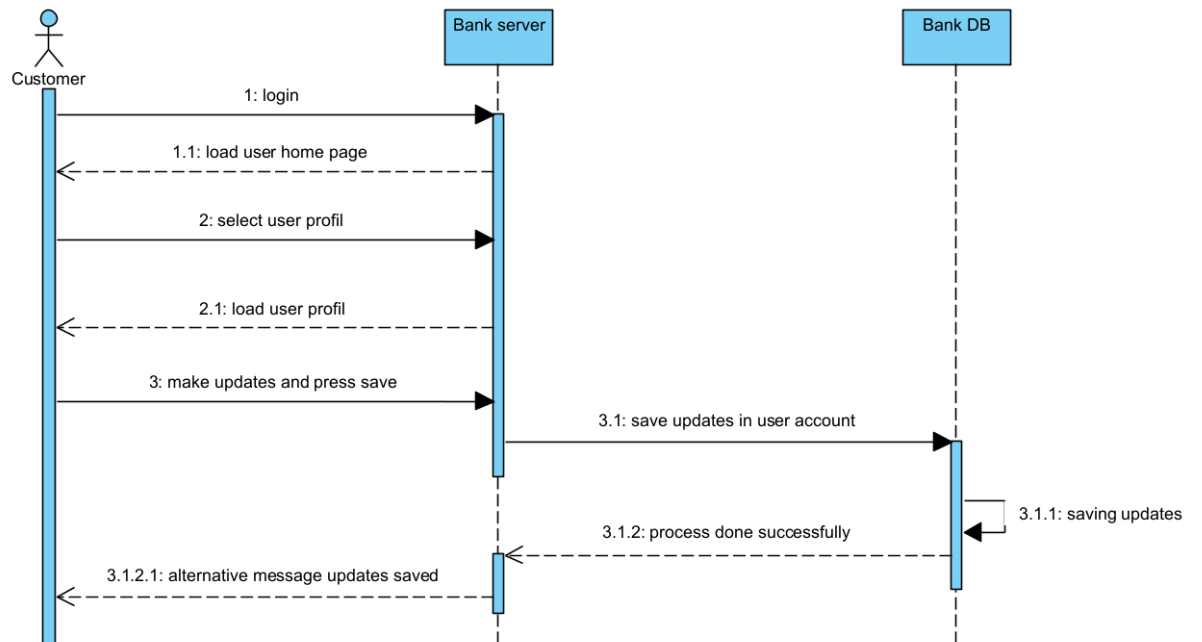 Bank server
Bank DB
Customer
1: login
1.1: load user home page
2: select user profil
2.1: load user profil
3: make updates and press save
3.1: save updates in user account
3.1.1: saving updates
3.1.2: process done successfully
3.1.2.1: alternative message updates saved